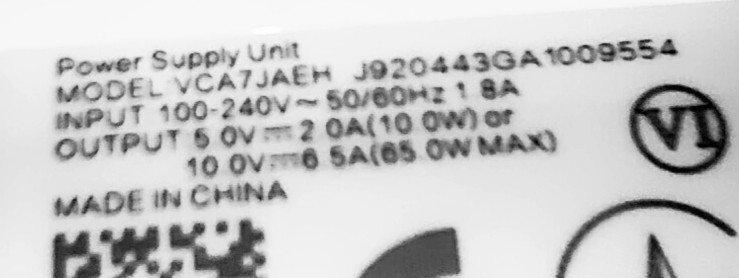 Power Supply Unit
MODEL VCA7JAEH J920443GA1009554
INPUT 100-240V~ 50/60Hz 1.8A
OUTPUT 5.0V⎓2.0A(10.0W) or
10.0V⎓6.5A(65.0W MAX)
MADE IN CHINA
VI